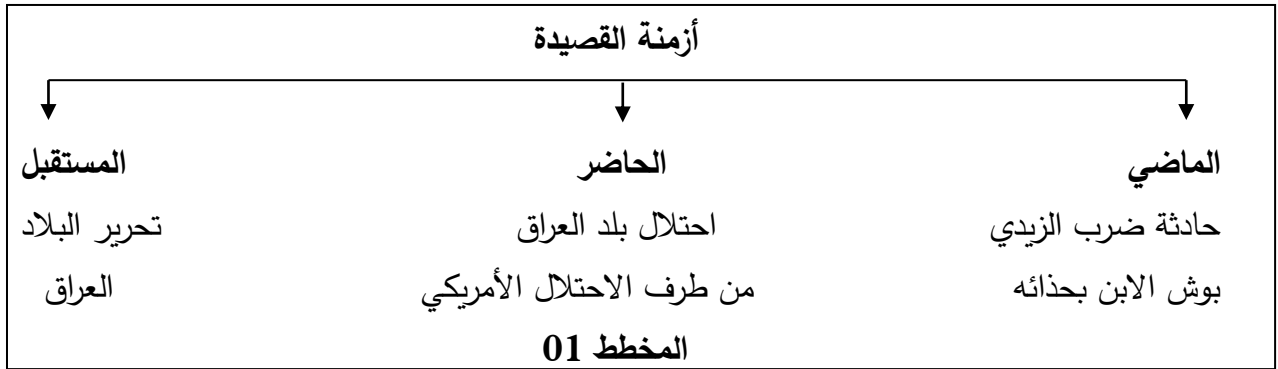 أزمنة القصيدة
الماضي الحاضر المستقبل
حادثة ضرب الزيدي احتلال بلد العراق تحرير البلاد
بوش الابن بحذائه من طرف الاحتلال الأمريكي العراق
المخطط 01